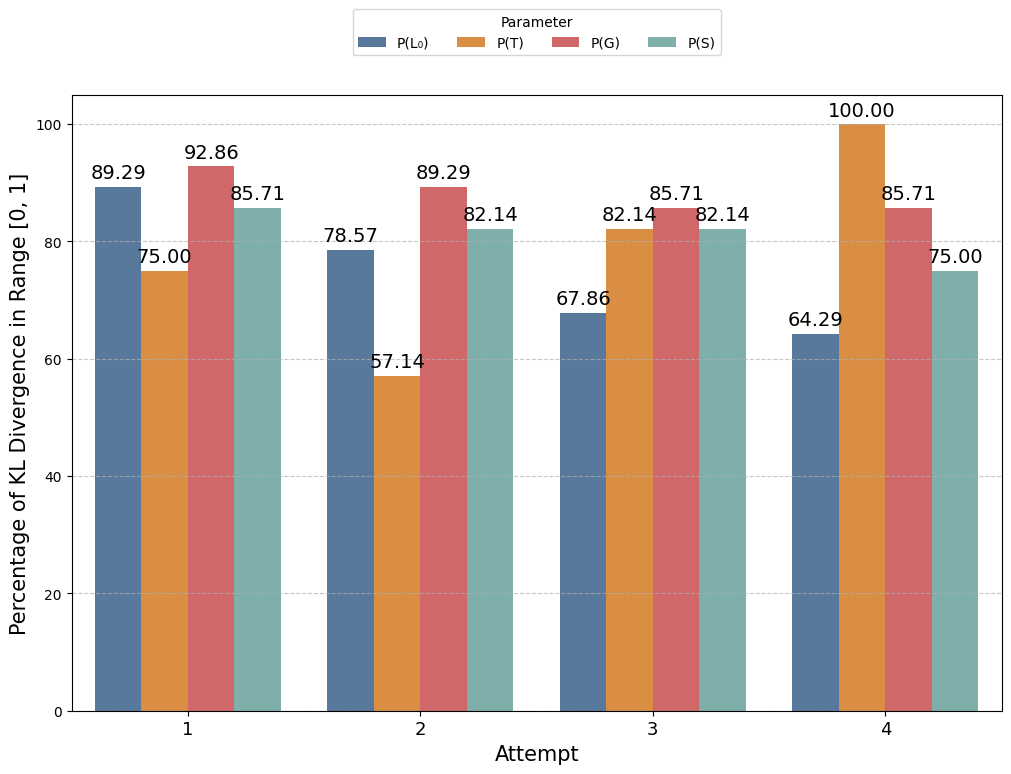 Parameter
P(L₀) P(T) P(G) P(S)
Percentage of KL Divergence in Range [0, 1]
100
80
60
40
20
0
89.29 75.00 92.86 85.71
78.57 57.14 89.29 82.14
67.86 82.14 85.71 82.14
64.29 100.00 85.71 75.00
1 2 3 4
Attempt